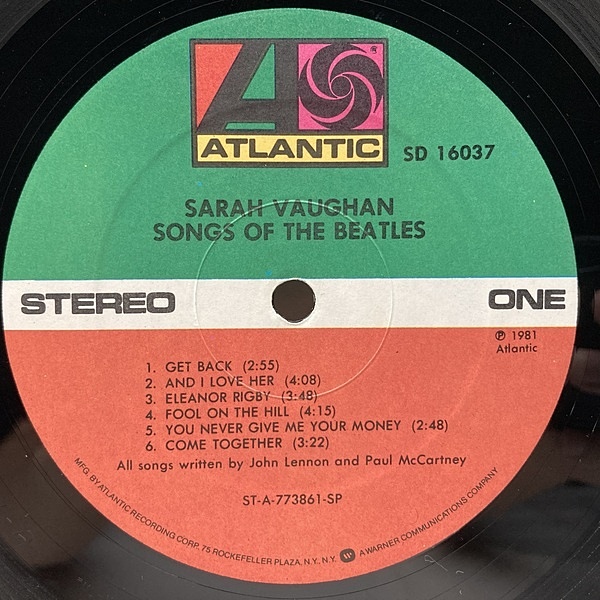 ATLANTIC
SD 16037
SARAH VAUGHAN
SONGS OF THE BEATLES
STEREO
ONE
℗ 1981
Atlantic
1. GET BACK (2:55)
2. AND I LOVE HER (4:08)
3. ELEANOR RIGBY (3:48)
4. FOOL ON THE HILL (4:15)
5. YOU NEVER GIVE ME YOUR MONEY (2:48)
6. COME TOGETHER (3:22)
All songs written by John Lennon and Paul McCartney
ST-A-773861-SP
MFG. BY ATLANTIC RECORDING CORP., 75 ROCKEFELLER PLAZA, N.Y., N.Y. A WARNER COMMUNICATIONS COMPANY